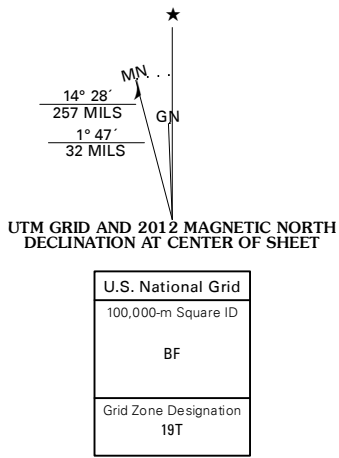 ★
MN
GN
14° 28´
257 MILS
1° 47´
32 MILS
UTM GRID AND 2012 MAGNETIC NORTH
DECLINATION AT CENTER OF SHEET
U.S. National Grid
100,000-m Square ID
BF
Grid Zone Designation
19T